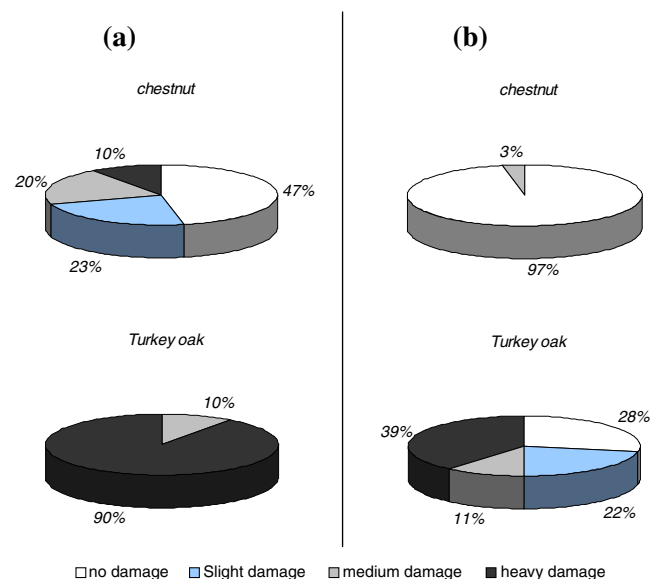 (a)
chestnut
10%
20%
47%
23%
Turkey oak
10%
90%
(b)
chestnut
3%
97%
Turkey oak
39%
28%
11%
22%
no damage Slight damage medium damage heavy damage